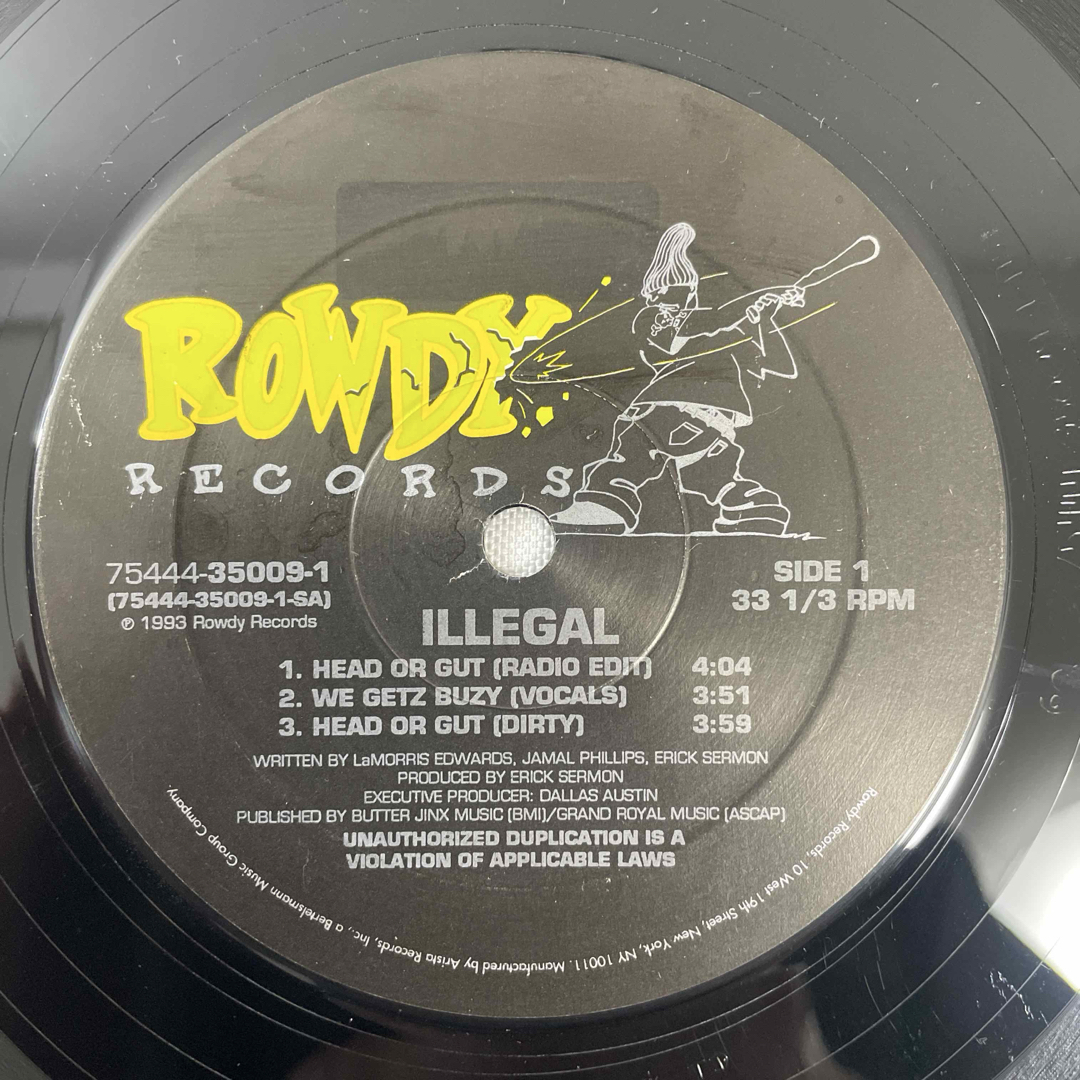 ROWDY
RECORDS
75444-35009-1
(75444-35009-1-SA)
℗ 1993 Rowdy Records
SIDE 1
33 1/3 RPM
ILLEGAL
1. HEAD OR GUT (RADIO EDIT) 4:04
2. WE GETZ BUZY (VOCALS) 3:51
3. HEAD OR GUT (DIRTY) 3:59
WRITTEN BY LaMORRIS EDWARDS, JAMAL PHILLIPS, ERICK SERMON
PRODUCED BY ERICK SERMON
EXECUTIVE PRODUCER: DALLAS AUSTIN
PUBLISHED BY BUTTER JINX MUSIC (BMI)/GRAND ROYAL MUSIC (ASCAP)
UNAUTHORIZED DUPLICATION IS A
VIOLATION OF APPLICABLE LAWS
Rowdy Records, 10 West 19th Street, New York, NY 10011. Manufactured by Arista Records, Inc., a Bertelsmann Music Group Company.